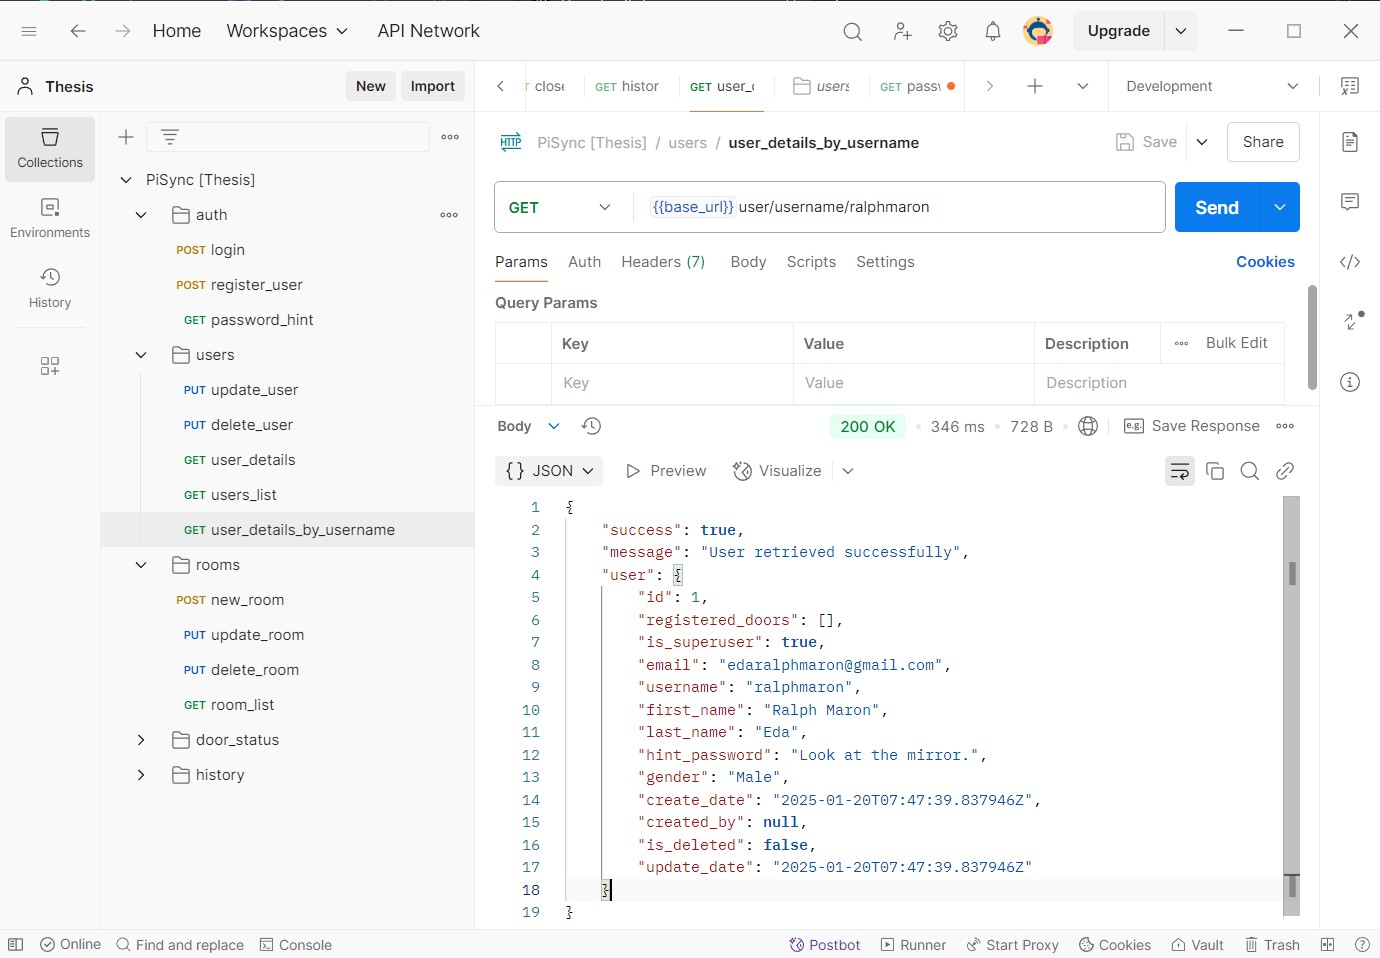 Home Workspaces API Network Upgrade
Thesis New Import
close GET histor GET user_c users GET passw Development
Collections
Environments
History
PiSync [Thesis]
auth
POST login
POST register_user
GET password_hint
users
PUT update_user
PUT delete_user
GET user_details
GET users_list
GET user_details_by_username
rooms
POST new_room
PUT update_room
PUT delete_room
GET room_list
door_status
history
HTTP PiSync [Thesis] / users / user_details_by_username Save Share
GET {{base_url}} user/username/ralphmaron Send
Params Auth Headers (7) Body Scripts Settings Cookies
Query Params
Key Value Description Bulk Edit
Key Value Description
Body 200 OK 346 ms 728 B e.g. Save Response
{} JSON Preview Visualize
1 {
2 "success": true,
3 "message": "User retrieved successfully",
4 "user": {
5 "id": 1,
6 "registered_doors": [],
7 "is_superuser": true,
8 "email": "edaralphmaron@gmail.com",
9 "username": "ralphmaron",
10 "first_name": "Ralph Maron",
11 "last_name": "Eda",
12 "hint_password": "Look at the mirror.",
13 "gender": "Male",
14 "create_date": "2025-01-20T07:47:39.837946Z",
15 "created_by": null,
16 "is_deleted": false,
17 "update_date": "2025-01-20T07:47:39.837946Z"
18 }
19 }
Online Find and replace Console Postbot Runner Start Proxy Cookies Vault Trash